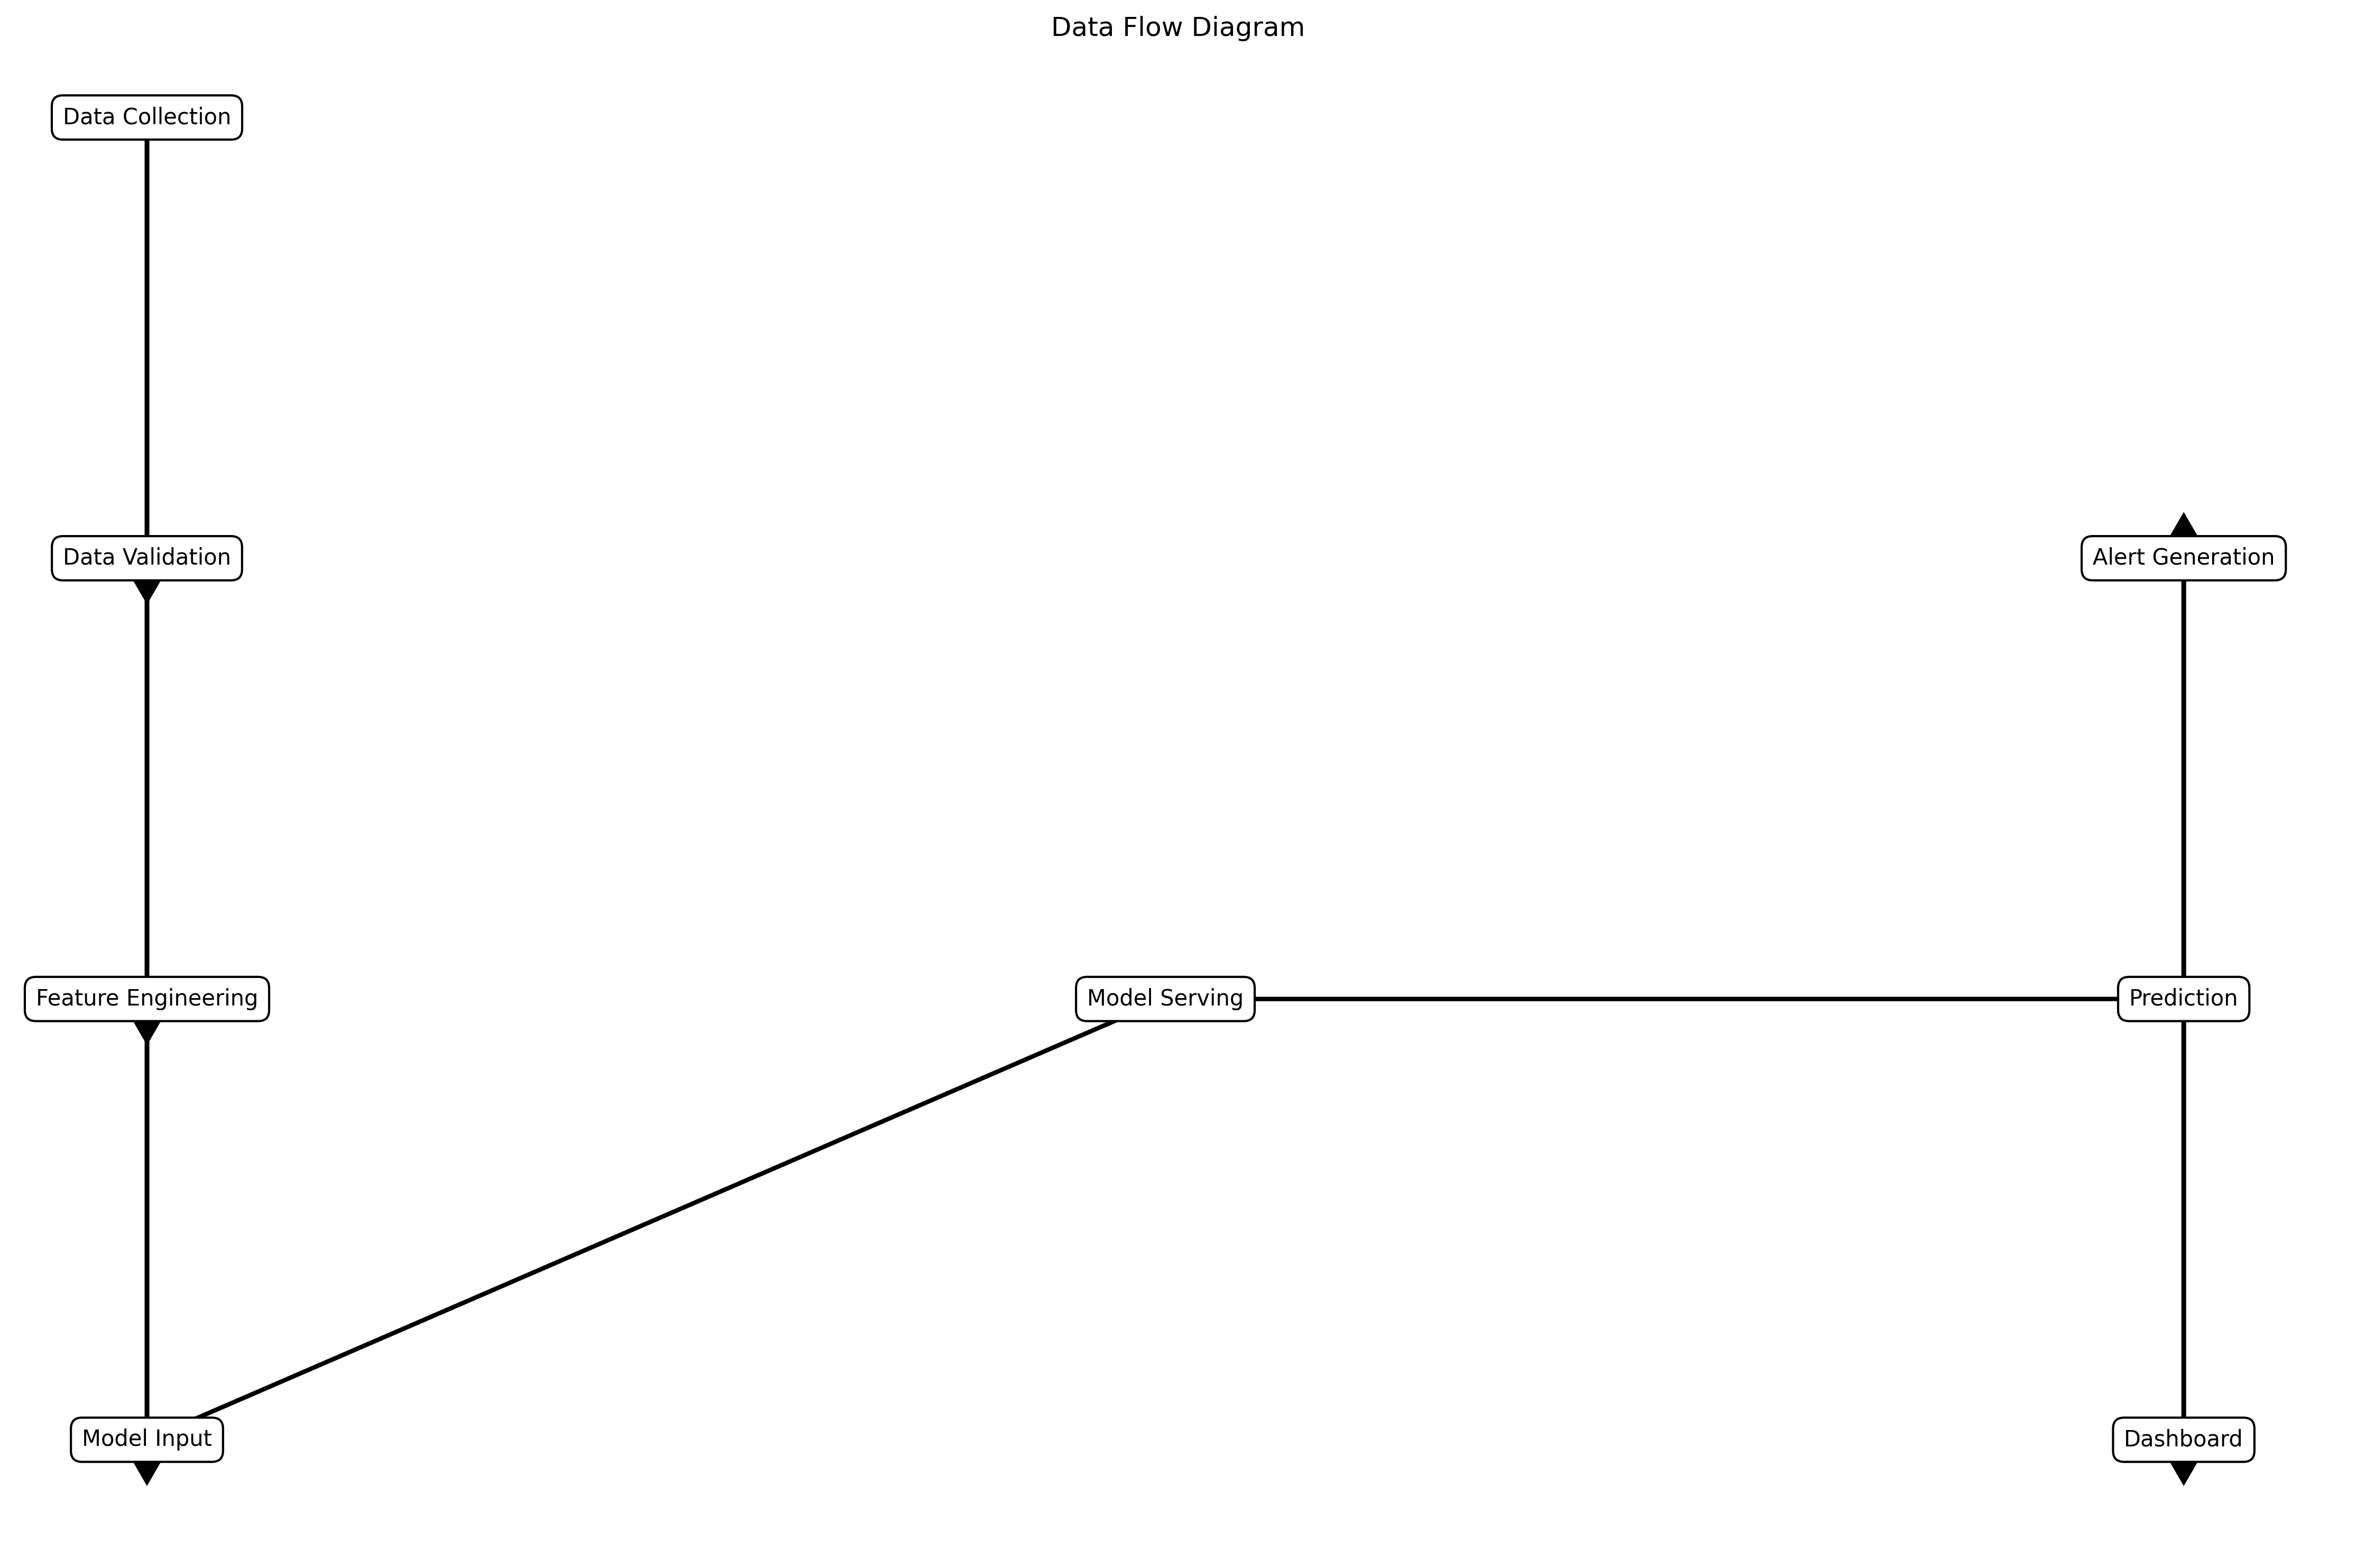 Data Flow Diagram
Data Collection
Data Validation
Alert Generation
Feature Engineering
Model Serving
Prediction
Model Input
Dashboard